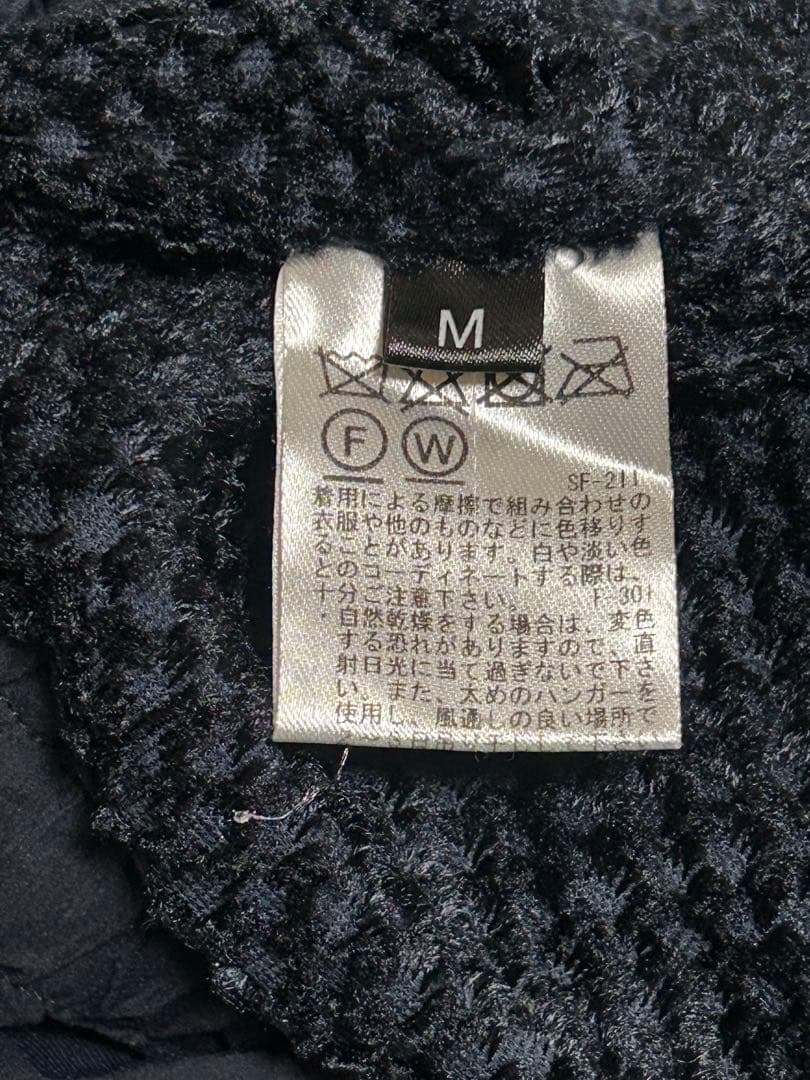 M
F W
SF-211
着用による摩擦で組み合わせの
衣服や他のものなどに色移りす
ることがあります。白や淡い色
とのコーディネートする際は、
十分ご注意下さい。 F-301
・自然乾燥をする場合は、変色
する恐れがありますので、直
射日光に当て過ぎないで下さ
い。また、太めのハンガーを
使用し、風通しの良い場所で